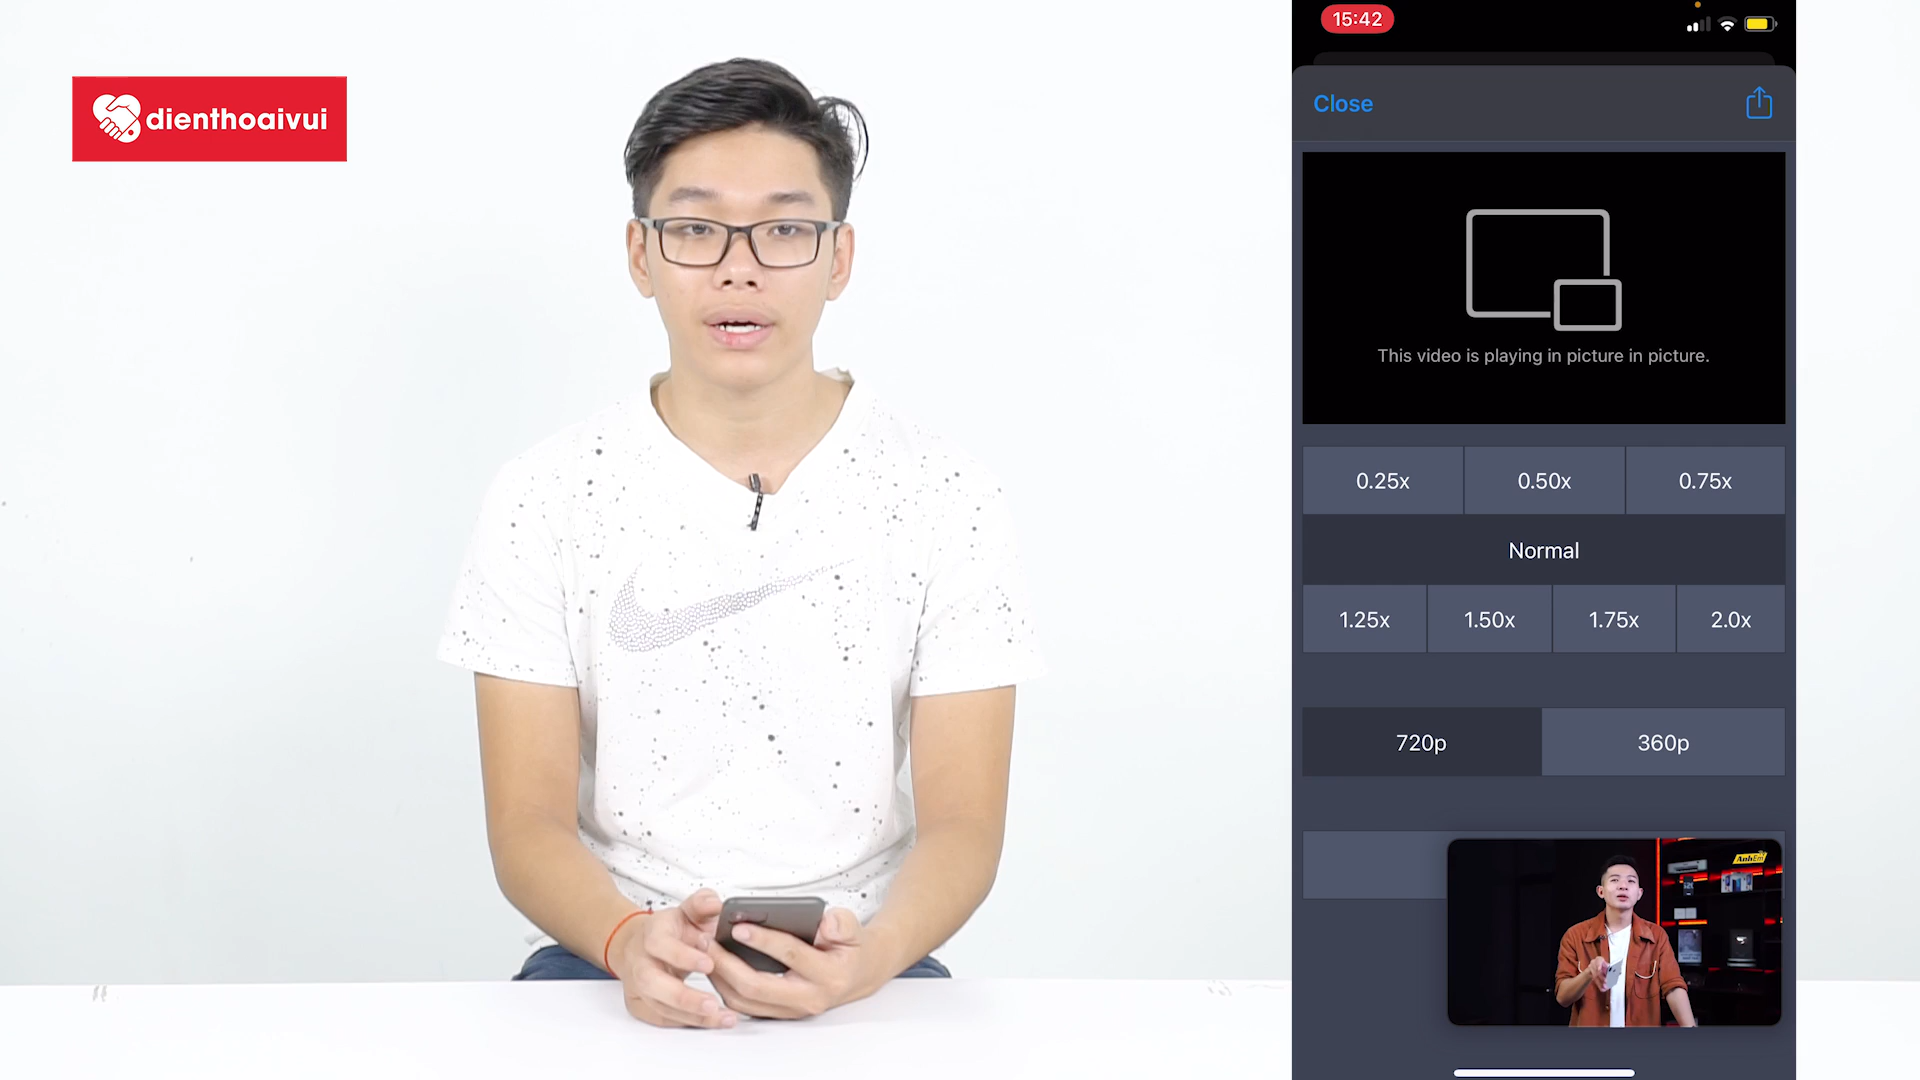 dienthoaivui
15:42
Close
This video is playing in picture in picture.
0.25x
0.50x
0.75x
Normal
1.25x
1.50x
1.75x
2.0x
720p
360p
AnhEm